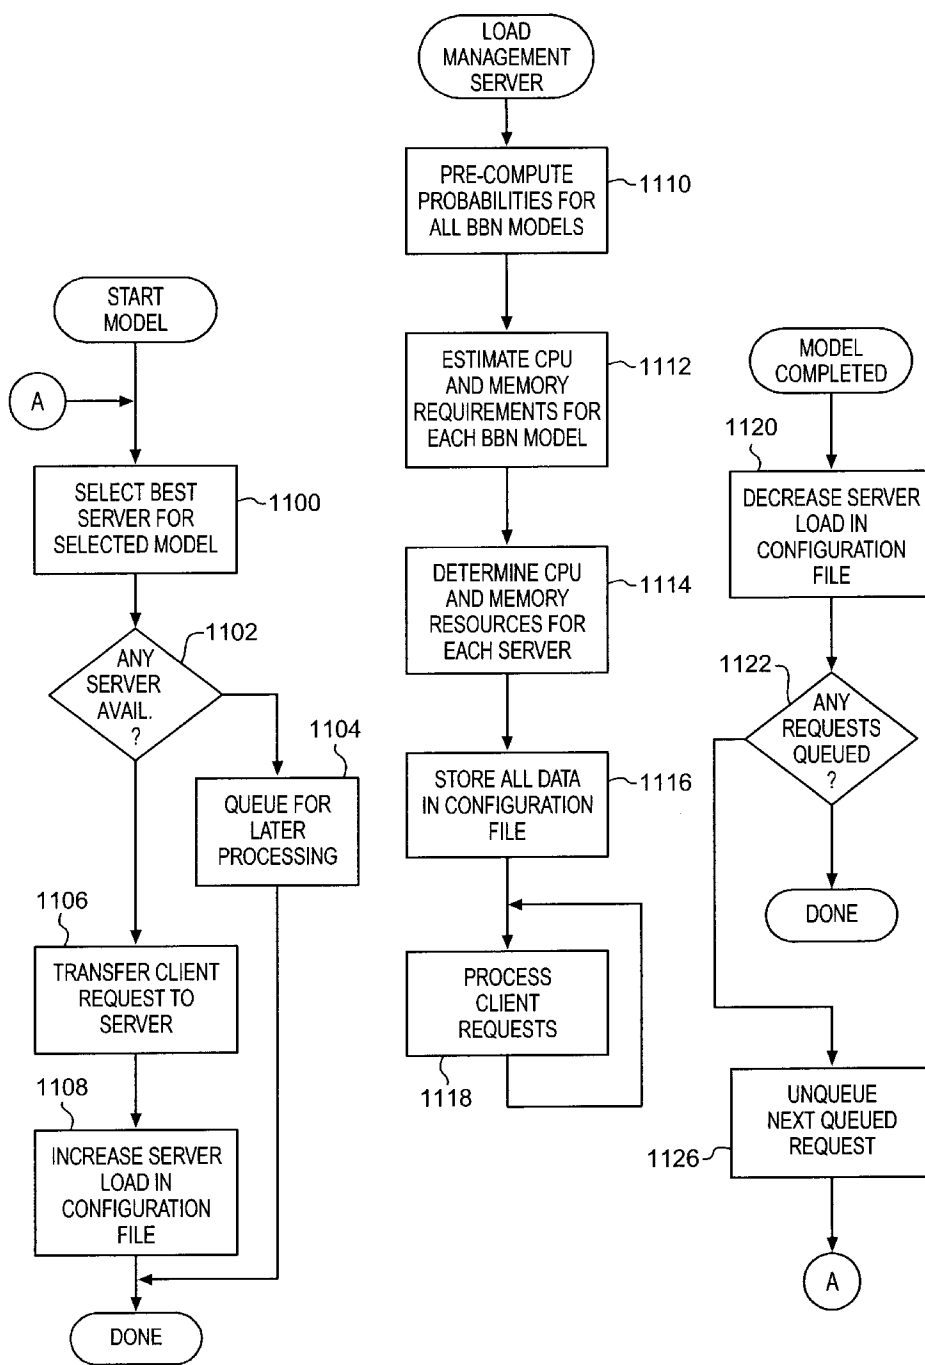 START
MODEL
A
SELECT BEST
SERVER FOR
SELECTED MODEL
1100
1102
ANY
SERVER
AVAIL.
?
1104
QUEUE FOR
LATER
PROCESSING
1106
TRANSFER CLIENT
REQUEST TO
SERVER
1108
INCREASE SERVER
LOAD IN
CONFIGURATION
FILE
DONE
LOAD
MANAGEMENT
SERVER
PRE-COMPUTE
PROBABILITIES FOR
ALL BBN MODELS
1110
ESTIMATE CPU
AND MEMORY
REQUIREMENTS FOR
EACH BBN MODEL
1112
DETERMINE CPU
AND MEMORY
RESOURCES FOR
EACH SERVER
1114
STORE ALL DATA
IN CONFIGURATION
FILE
1116
PROCESS
CLIENT
REQUESTS
1118
MODEL
COMPLETED
1120
DECREASE SERVER
LOAD IN
CONFIGURATION
FILE
1122
ANY
REQUESTS
QUEUED
?
DONE
UNQUEUE
NEXT QUEUED
REQUEST
1126
A